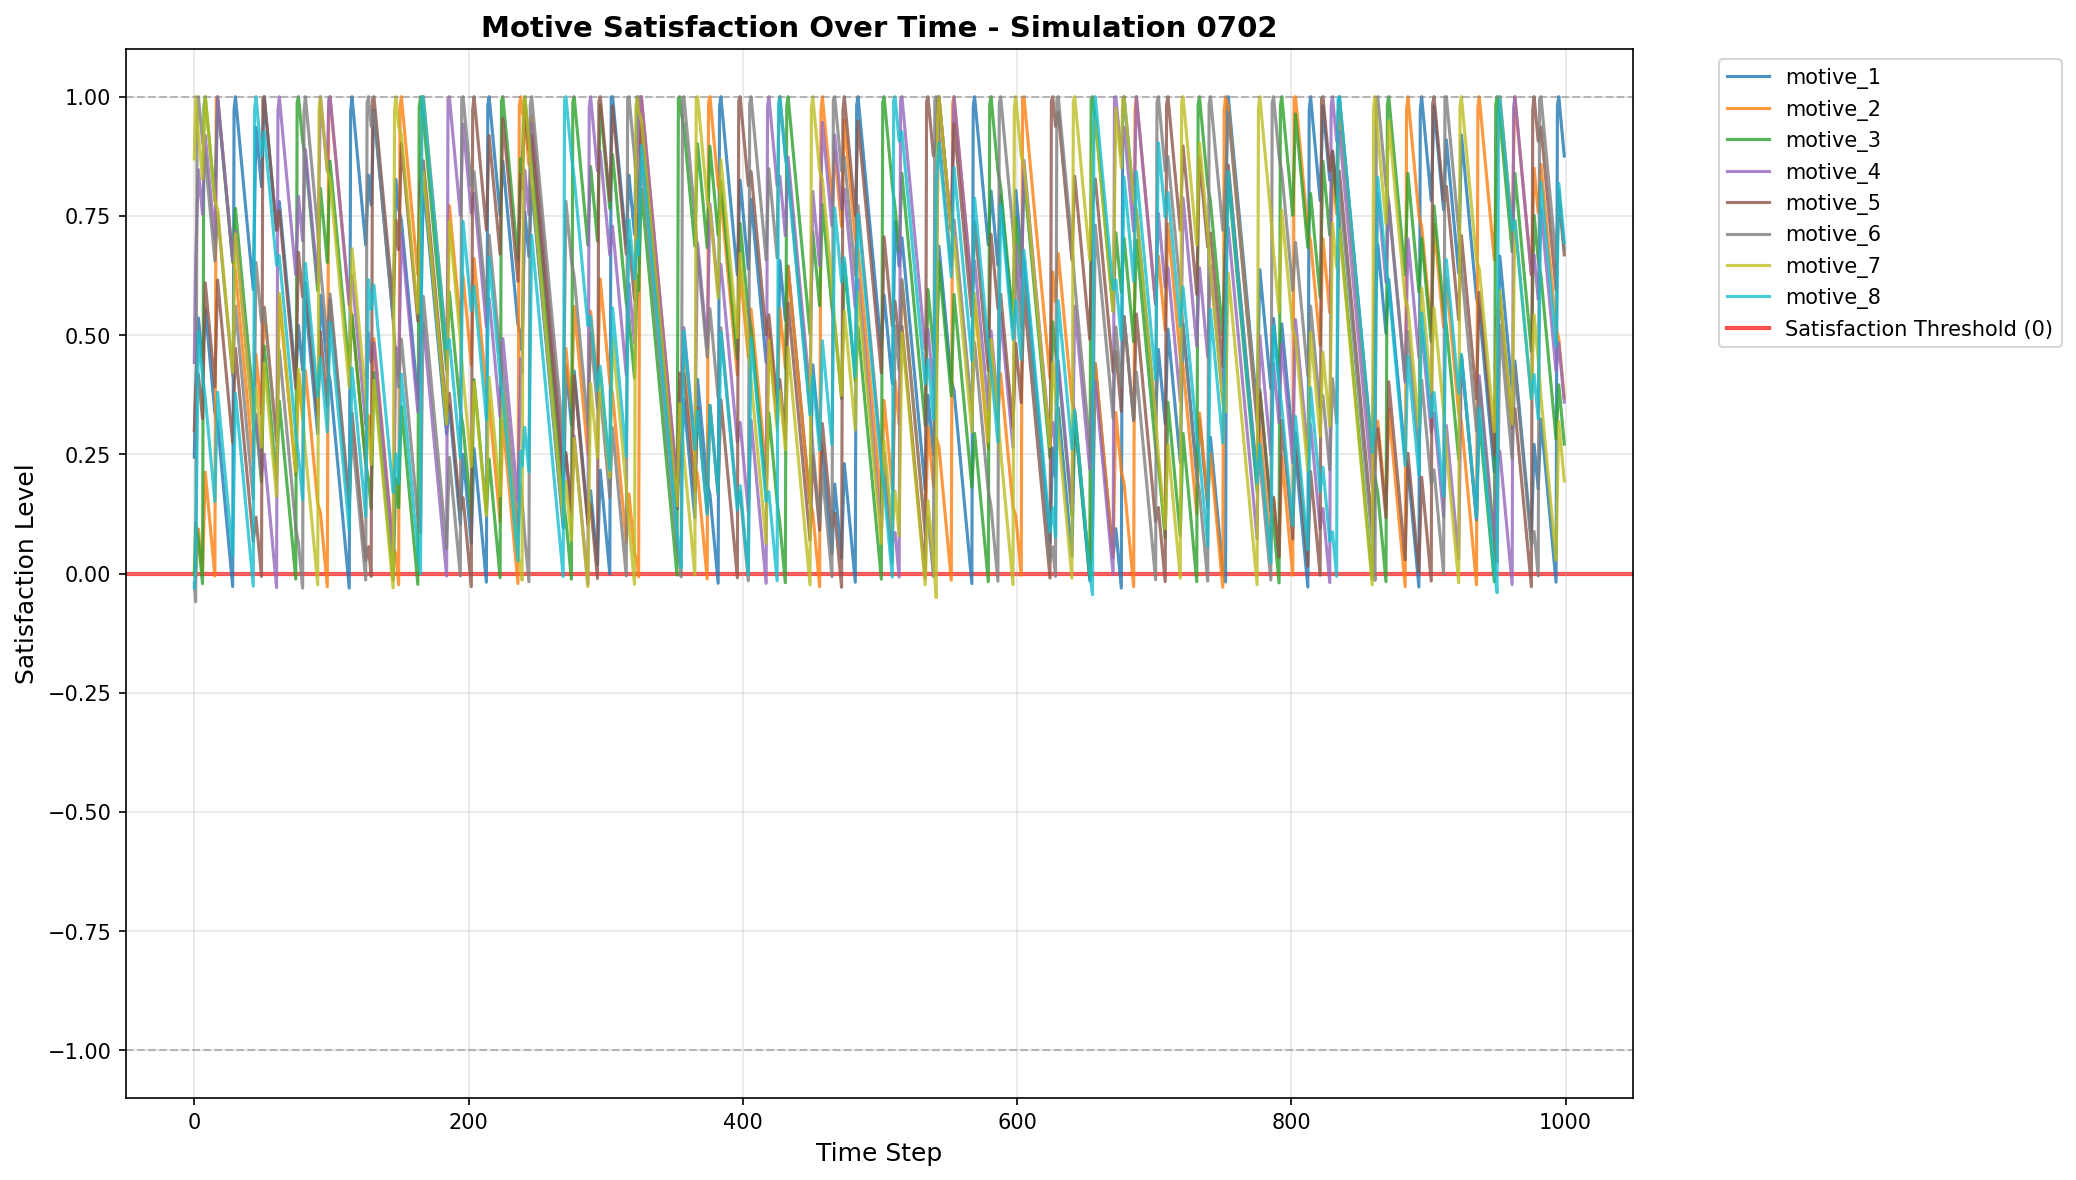 Motive Satisfaction Over Time - Simulation 0702
1.00
0.75
0.50
0.25
0.00
−0.25
−0.50
−0.75
−1.00
Satisfaction Level
0 200 400 600 800 1000
Time Step
motive_1
motive_2
motive_3
motive_4
motive_5
motive_6
motive_7
motive_8
Satisfaction Threshold (0)